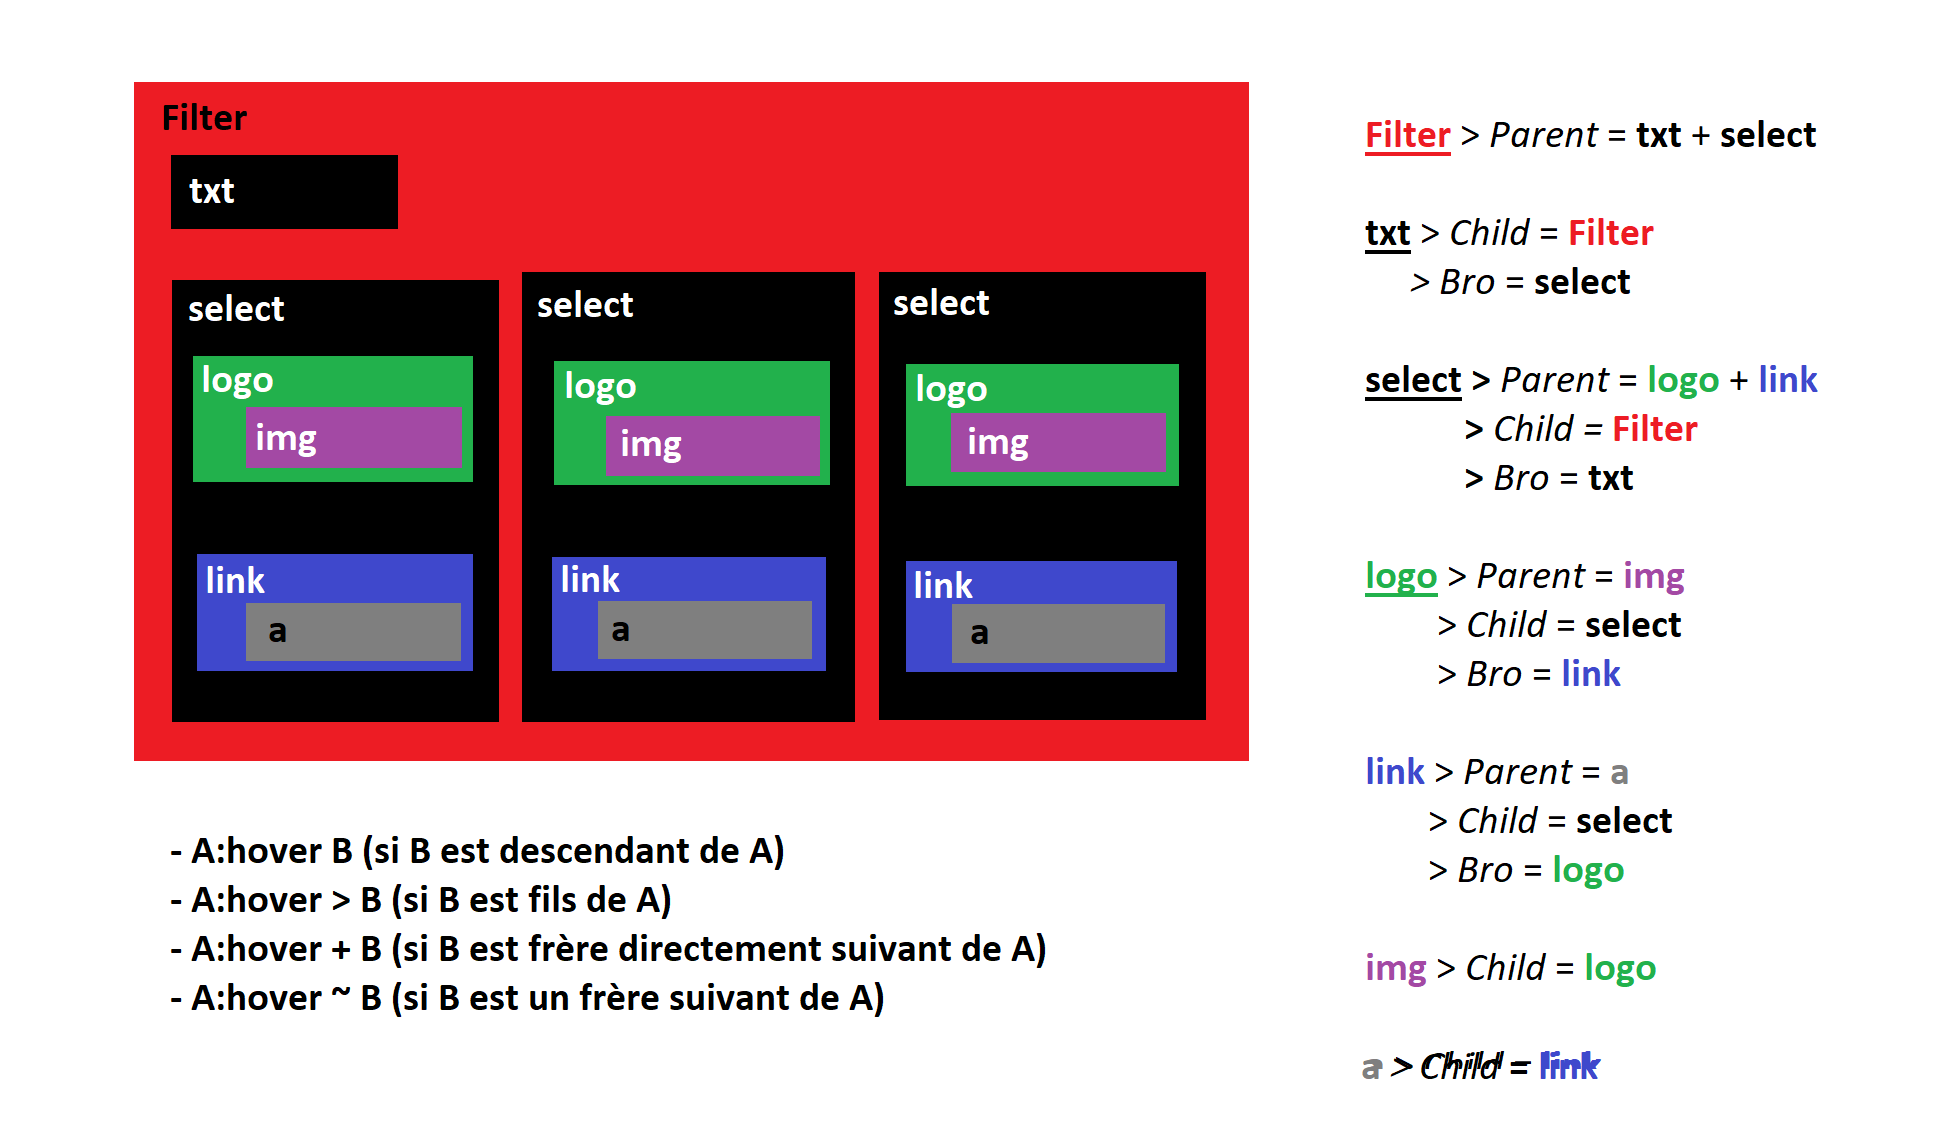 Filter
txt
select
select
select
logo
logo
logo
img
img
img
link
link
link
a
a
a
- A:hover B (si B est descendant de A)
- A:hover > B (si B est fils de A)
- A:hover + B (si B est frère directement suivant de A)
- A:hover ~ B (si B est un frère suivant de A)
Filter > Parent = txt + select
txt > Child = Filter
> Bro = select
select > Parent = logo + link
> Child = Filter
> Bro = txt
logo > Parent = img
> Child = select
> Bro = link
link > Parent = a
> Child = select
> Bro = logo
img > Child = logo
a > Child = link